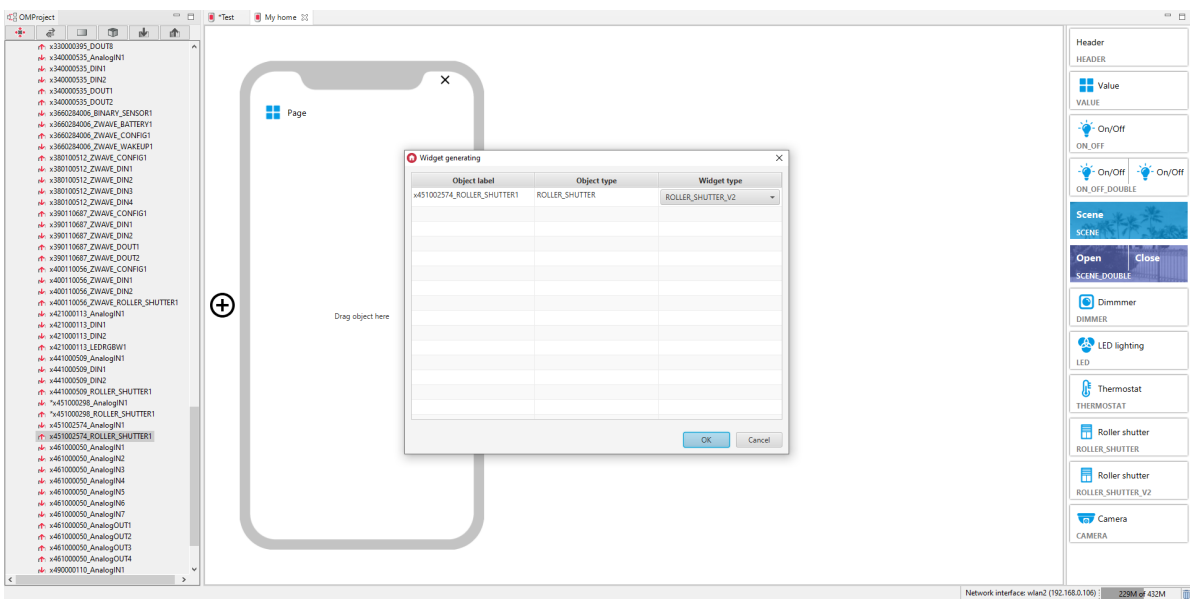 OMProject
*Test
My home
x330000395_DOUT8
x340000535_AnalogIN1
x340000535_DIN1
x340000535_DIN2
x340000535_DOUT1
x340000535_DOUT2
x3660284006_BINARY_SENSOR1
x3660284006_ZWAVE_BATTERY1
x3660284006_ZWAVE_CONFIG1
x3660284006_ZWAVE_WAKEUP1
x380100512_ZWAVE_CONFIG1
x380100512_ZWAVE_DIN1
x380100512_ZWAVE_DIN2
x380100512_ZWAVE_DIN3
x380100512_ZWAVE_DIN4
x390110687_ZWAVE_CONFIG1
x390110687_ZWAVE_DIN1
x390110687_ZWAVE_DIN2
x390110687_ZWAVE_DOUT1
x390110687_ZWAVE_DOUT2
x400110056_ZWAVE_CONFIG1
x400110056_ZWAVE_DIN1
x400110056_ZWAVE_DIN2
x400110056_ZWAVE_ROLLER_SHUTTER1
x421000113_AnalogIN1
x421000113_DIN1
x421000113_DIN2
x421000113_LEDRGBW1
x441000509_AnalogIN1
x441000509_DIN1
x441000509_DIN2
x441000509_ROLLER_SHUTTER1
*x451000298_AnalogIN1
*x451000298_ROLLER_SHUTTER1
x451002574_AnalogIN1
x451002574_ROLLER_SHUTTER1
x461000050_AnalogIN1
x461000050_AnalogIN2
x461000050_AnalogIN3
x461000050_AnalogIN4
x461000050_AnalogIN5
x461000050_AnalogIN6
x461000050_AnalogIN7
x461000050_AnalogOUT1
x461000050_AnalogOUT2
x461000050_AnalogOUT3
x461000050_AnalogOUT4
x490000110_AnalogIN1
Page
Drag object here
Widget generating
Object label Object type Widget type
x451002574_ROLLER_SHUTTER1 ROLLER_SHUTTER ROLLER_SHUTTER_V2
OK Cancel
Header
HEADER
Value
VALUE
On/Off
ON_OFF
On/Off On/Off
ON_OFF_DOUBLE
Scene
SCENE
Open Close
SCENE_DOUBLE
Dimmmer
DIMMER
LED lighting
LED
Thermostat
THERMOSTAT
Roller shutter
ROLLER_SHUTTER
Roller shutter
ROLLER_SHUTTER_V2
Camera
CAMERA
Network interface: wlan2 (192.168.0.106) 229M of 432M